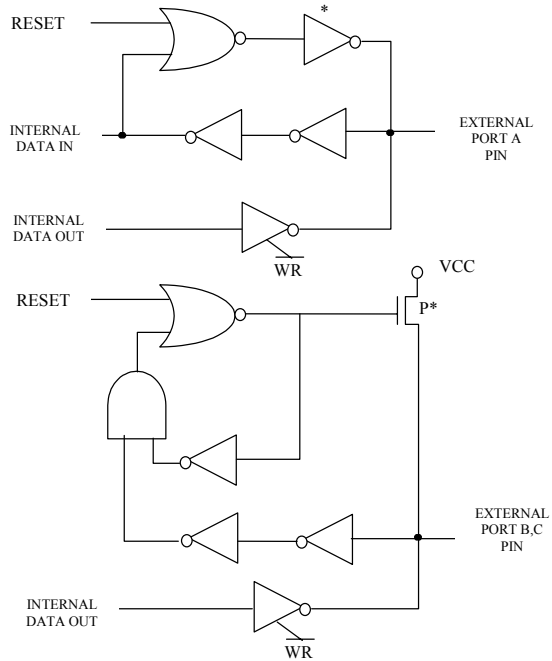 RESET
*
INTERNAL
DATA IN
EXTERNAL
PORT A
PIN
INTERNAL
DATA OUT
WR
VCC
RESET
P*
EXTERNAL
PORT B,C
PIN
INTERNAL
DATA OUT
WR